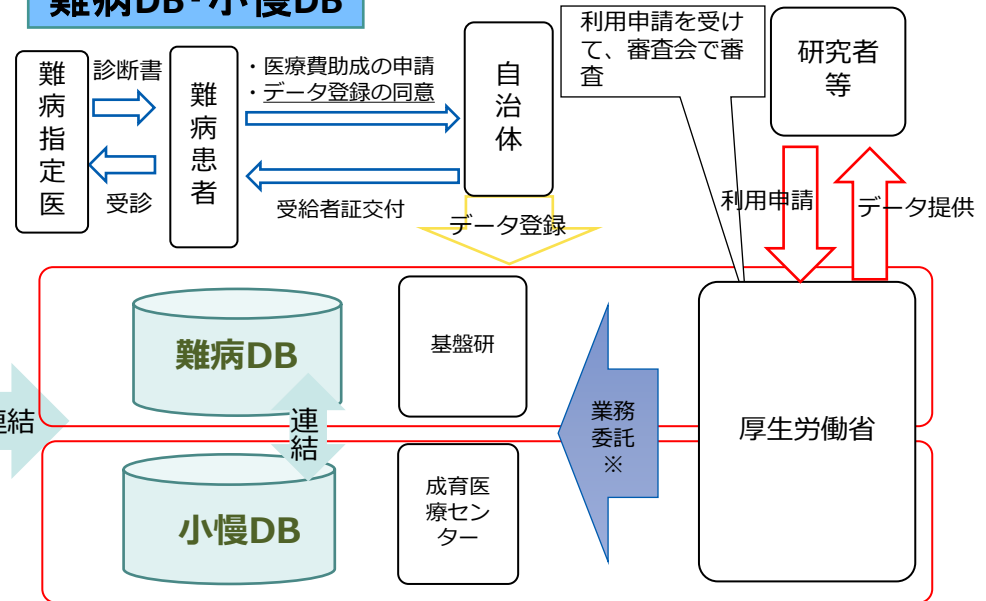 難病DB・小慢DB
難病指定医
診断書
受診
難病患者
・医療費助成の申請
・データ登録の同意
受給者証交付
自治体
データ登録
利用申請を受け
て、審査会で審
査
研究者
等
利用申請
データ提供
難病DB
基盤研
連結
連結
業務
委託
※
厚生労働省
小慢DB
成育医
療セン
ター